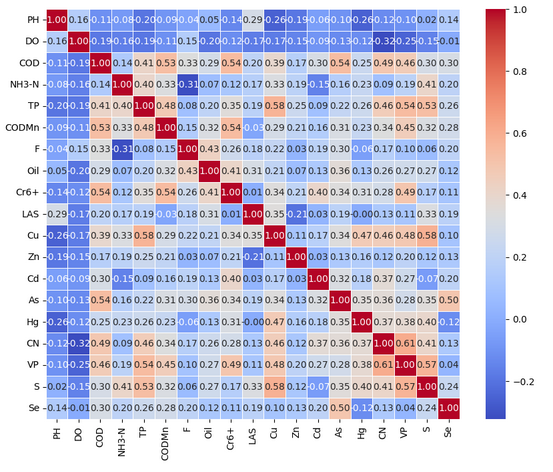 PH 1.00 0.16 -0.11 -0.08 -0.20 -0.09 -0.04 0.05 -0.14 0.29 -0.26 -0.19 -0.06 -0.10 -0.26 -0.12 -0.10 0.02 0.14
DO 0.16 1.00 -0.19 -0.16 -0.19 -0.11 0.15 -0.20 -0.12 -0.17 -0.17 -0.15 -0.09 -0.13 -0.12 -0.32 -0.25 -0.15 -0.01
COD -0.11 -0.19 1.00 0.14 0.41 0.53 0.33 0.29 0.54 0.20 0.39 0.17 0.30 0.54 0.25 0.49 0.46 0.30 0.30
NH3-N -0.08 -0.16 0.14 1.00 0.40 0.33 -0.31 0.07 0.12 0.17 0.33 0.19 -0.15 0.16 0.23 0.09 0.19 0.41 0.20
TP -0.20 -0.19 0.41 0.40 1.00 0.48 0.08 0.20 0.35 0.19 0.58 0.25 0.09 0.22 0.26 0.46 0.54 0.53 0.26
CODMn -0.09 -0.11 0.53 0.33 0.48 1.00 0.15 0.32 0.54 -0.03 0.29 0.21 0.16 0.31 0.23 0.34 0.45 0.32 0.28
F -0.04 0.15 0.33 -0.31 0.08 0.15 1.00 0.43 0.26 0.18 0.22 0.03 0.19 0.30 -0.06 0.17 0.10 0.06 0.20
Oil 0.05 -0.20 0.29 0.07 0.20 0.32 0.43 1.00 0.41 0.31 0.21 0.07 0.13 0.36 0.13 0.26 0.27 0.27 0.12
Cr6+ -0.14 -0.12 0.54 0.12 0.35 0.54 0.26 0.41 1.00 0.01 0.34 0.21 0.40 0.34 0.31 0.28 0.49 0.17 0.11
LAS 0.29 -0.17 0.20 0.17 0.19 -0.03 0.18 0.31 0.01 1.00 0.35 -0.21 0.03 0.19 -0.00 0.13 0.11 0.33 0.19
Cu -0.26 -0.17 0.39 0.33 0.58 0.29 0.22 0.21 0.34 0.35 1.00 0.11 0.17 0.34 0.47 0.46 0.48 0.58 0.10
Zn -0.19 -0.15 0.17 0.19 0.25 0.21 0.03 0.07 0.21 -0.21 0.11 1.00 0.03 0.13 0.16 0.12 0.20 0.12 0.13
Cd -0.06 -0.09 0.30 -0.15 0.09 0.16 0.19 0.13 0.40 0.03 0.17 0.03 1.00 0.32 0.18 0.37 0.27 -0.07 0.20
As -0.10 -0.13 0.54 0.16 0.22 0.31 0.30 0.36 0.34 0.19 0.34 0.13 0.32 1.00 0.35 0.36 0.28 0.35 0.50
Hg -0.26 -0.12 0.25 0.23 0.26 0.23 -0.06 0.13 0.31 -0.00 0.47 0.16 0.18 0.35 1.00 0.37 0.38 0.40 -0.12
CN -0.12 -0.32 0.49 0.09 0.46 0.34 0.17 0.26 0.28 0.13 0.46 0.12 0.37 0.36 0.37 1.00 0.61 0.41 0.13
VP -0.10 -0.25 0.46 0.19 0.54 0.45 0.10 0.27 0.49 0.11 0.48 0.20 0.27 0.28 0.38 0.61 1.00 0.57 0.04
S 0.02 -0.15 0.30 0.41 0.53 0.32 0.06 0.27 0.17 0.33 0.58 0.12 -0.07 0.35 0.40 0.41 0.57 1.00 0.24
Se 0.14 -0.01 0.30 0.20 0.26 0.28 0.20 0.12 0.11 0.19 0.10 0.13 0.20 0.50 -0.12 0.13 0.04 0.24 1.00
PH DO COD NH3-N TP CODMn F Oil Cr6+ LAS Cu Zn Cd As Hg CN VP S Se
1.0
0.8
0.6
0.4
0.2
0.0
−0.2